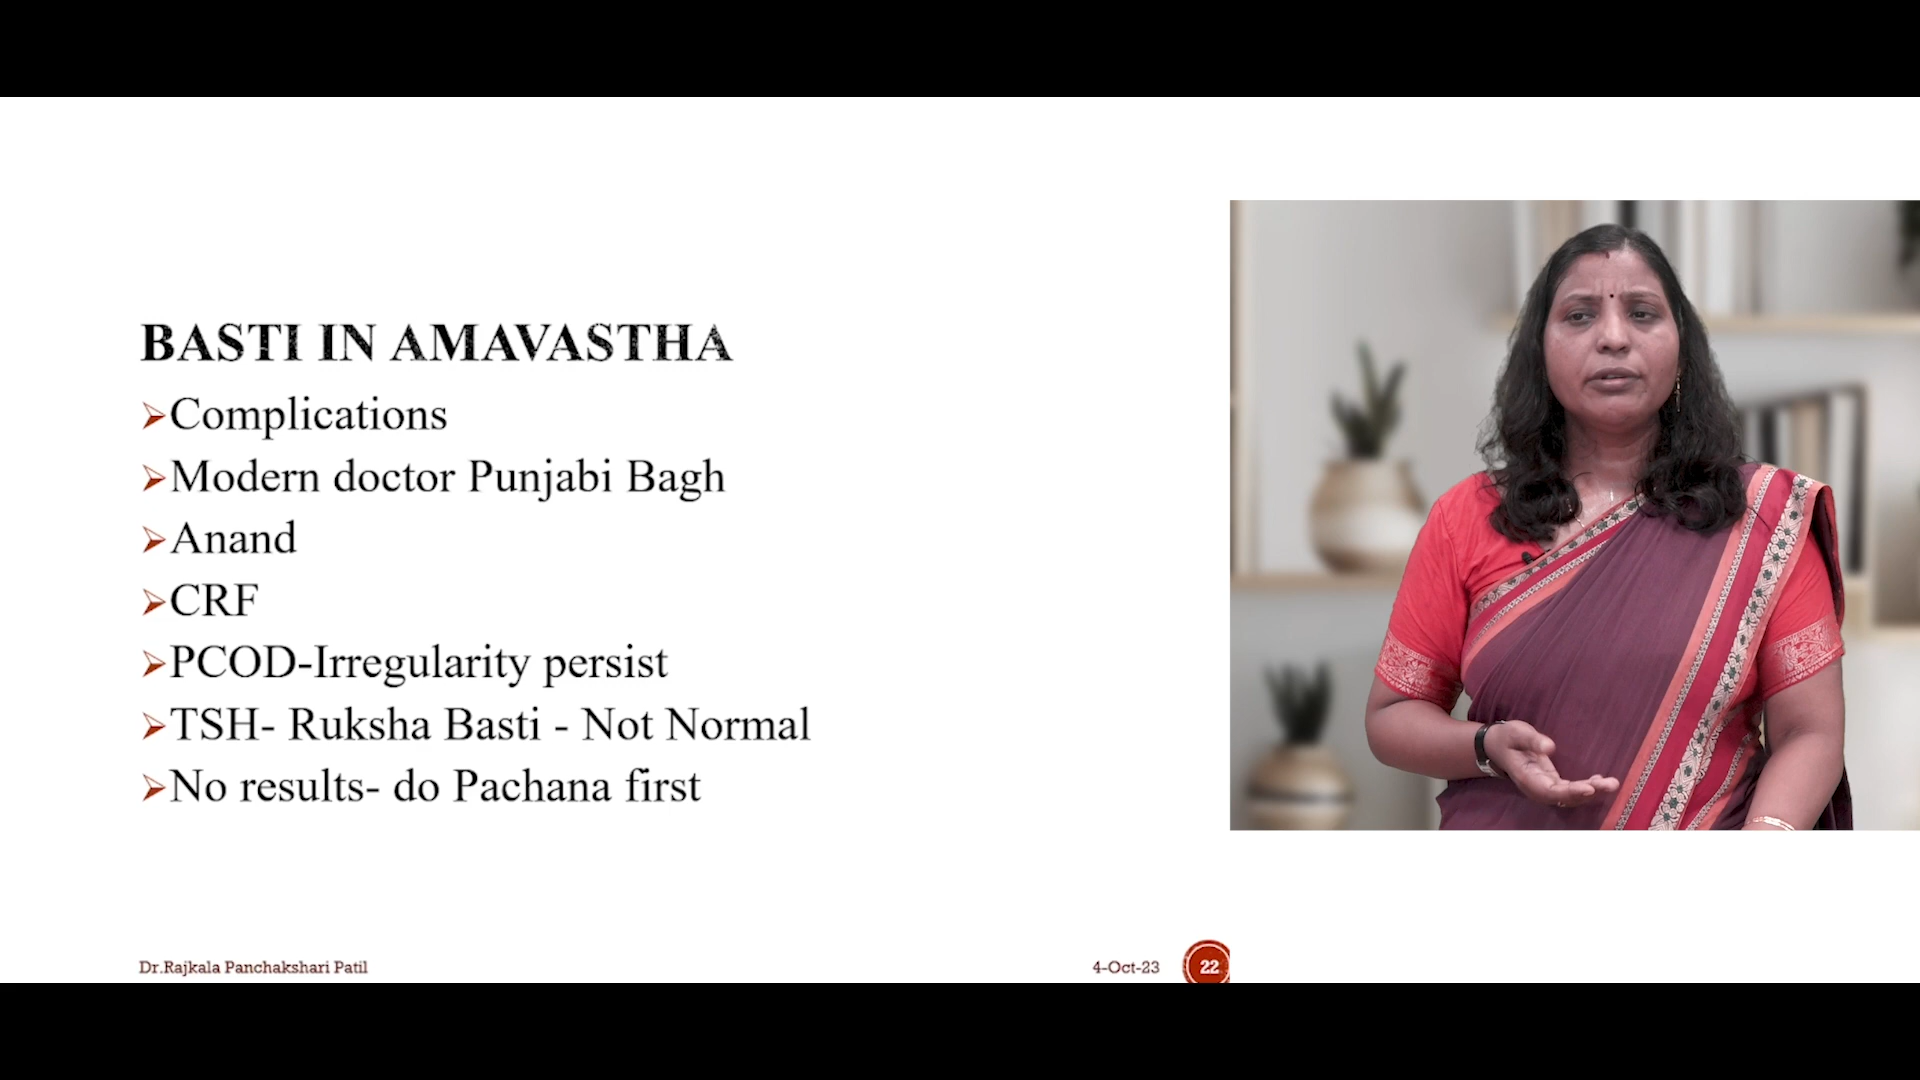 BASTI IN AMAVASTHA
➢Complications
➢Modern doctor Punjabi Bagh
➢Anand
➢CRF
➢PCOD-Irregularity persist
➢TSH- Ruksha Basti - Not Normal
➢No results- do Pachana first
Dr.Rajkala Panchakshari Patil
4-Oct-23
22